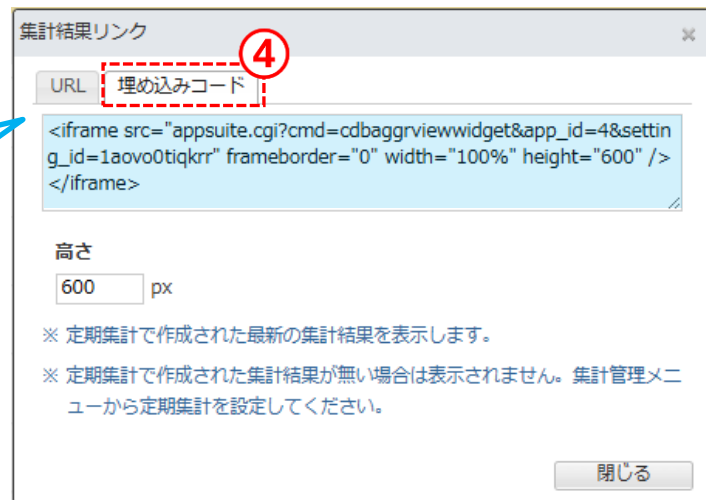 集計結果リンク
④
URL 埋め込みコード
<iframe src="appsuite.cgi?cmd=cdbaggrviewwidget&app_id=4&settin
g_id=1aovo0tiqkrr" frameborder="0" width="100%" height="600" />
</iframe>
高さ
600 px
※ 定期集計で作成された最新の集計結果を表示します。
※ 定期集計で作成された集計結果が無い場合は表示されません。集計管理メニ
ューから定期集計を設定してください。
閉じる